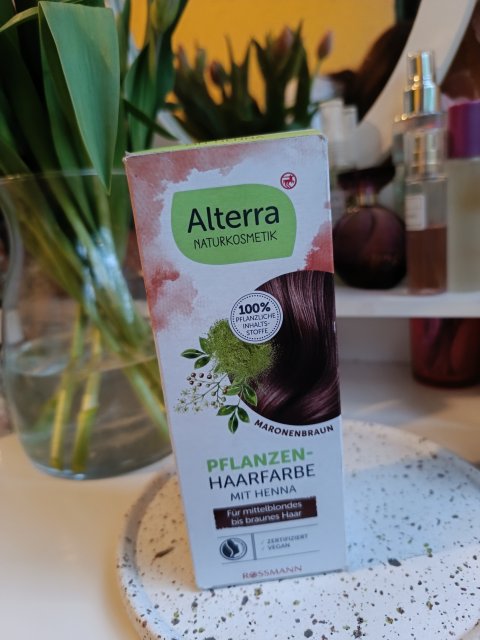 Alterra
NATURKOSMETIK
100%
PFLANZLICHE
INHALTS-
STOFFE
MARONENBRAUN
PFLANZEN-
HAARFARBE
MIT HENNA
Für mittelblondes
bis braunes Haar
ZERTIFIZIERT
VEGAN
ROSSMANN